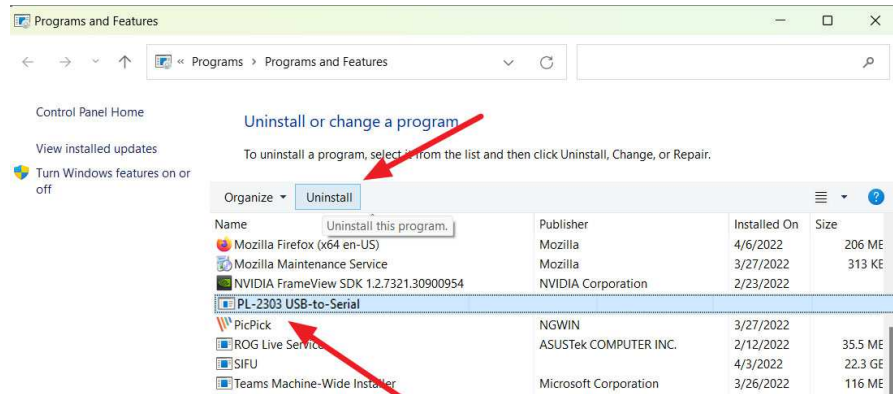 Programs and Features
« Programs > Programs and Features
Control Panel Home
Uninstall or change a program
View installed updates
To uninstall a program, select it from the list and then click Uninstall, Change, or Repair.
Turn Windows features on or
off
Organize Uninstall
Uninstall this program.
Name Publisher Installed On Size
Mozilla Firefox (x64 en-US) Mozilla 4/6/2022 206 ME
Mozilla Maintenance Service Mozilla 3/27/2022 313 KE
NVIDIA FrameView SDK 1.2.7321.30900954 NVIDIA Corporation 2/23/2022
PL-2303 USB-to-Serial
PicPick NGWIN 3/27/2022
ROG Live Service ASUSTek COMPUTER INC. 2/12/2022 35.5 ME
SIFU 4/3/2022 22.3 GE
Teams Machine-Wide Installer Microsoft Corporation 3/26/2022 116 ME